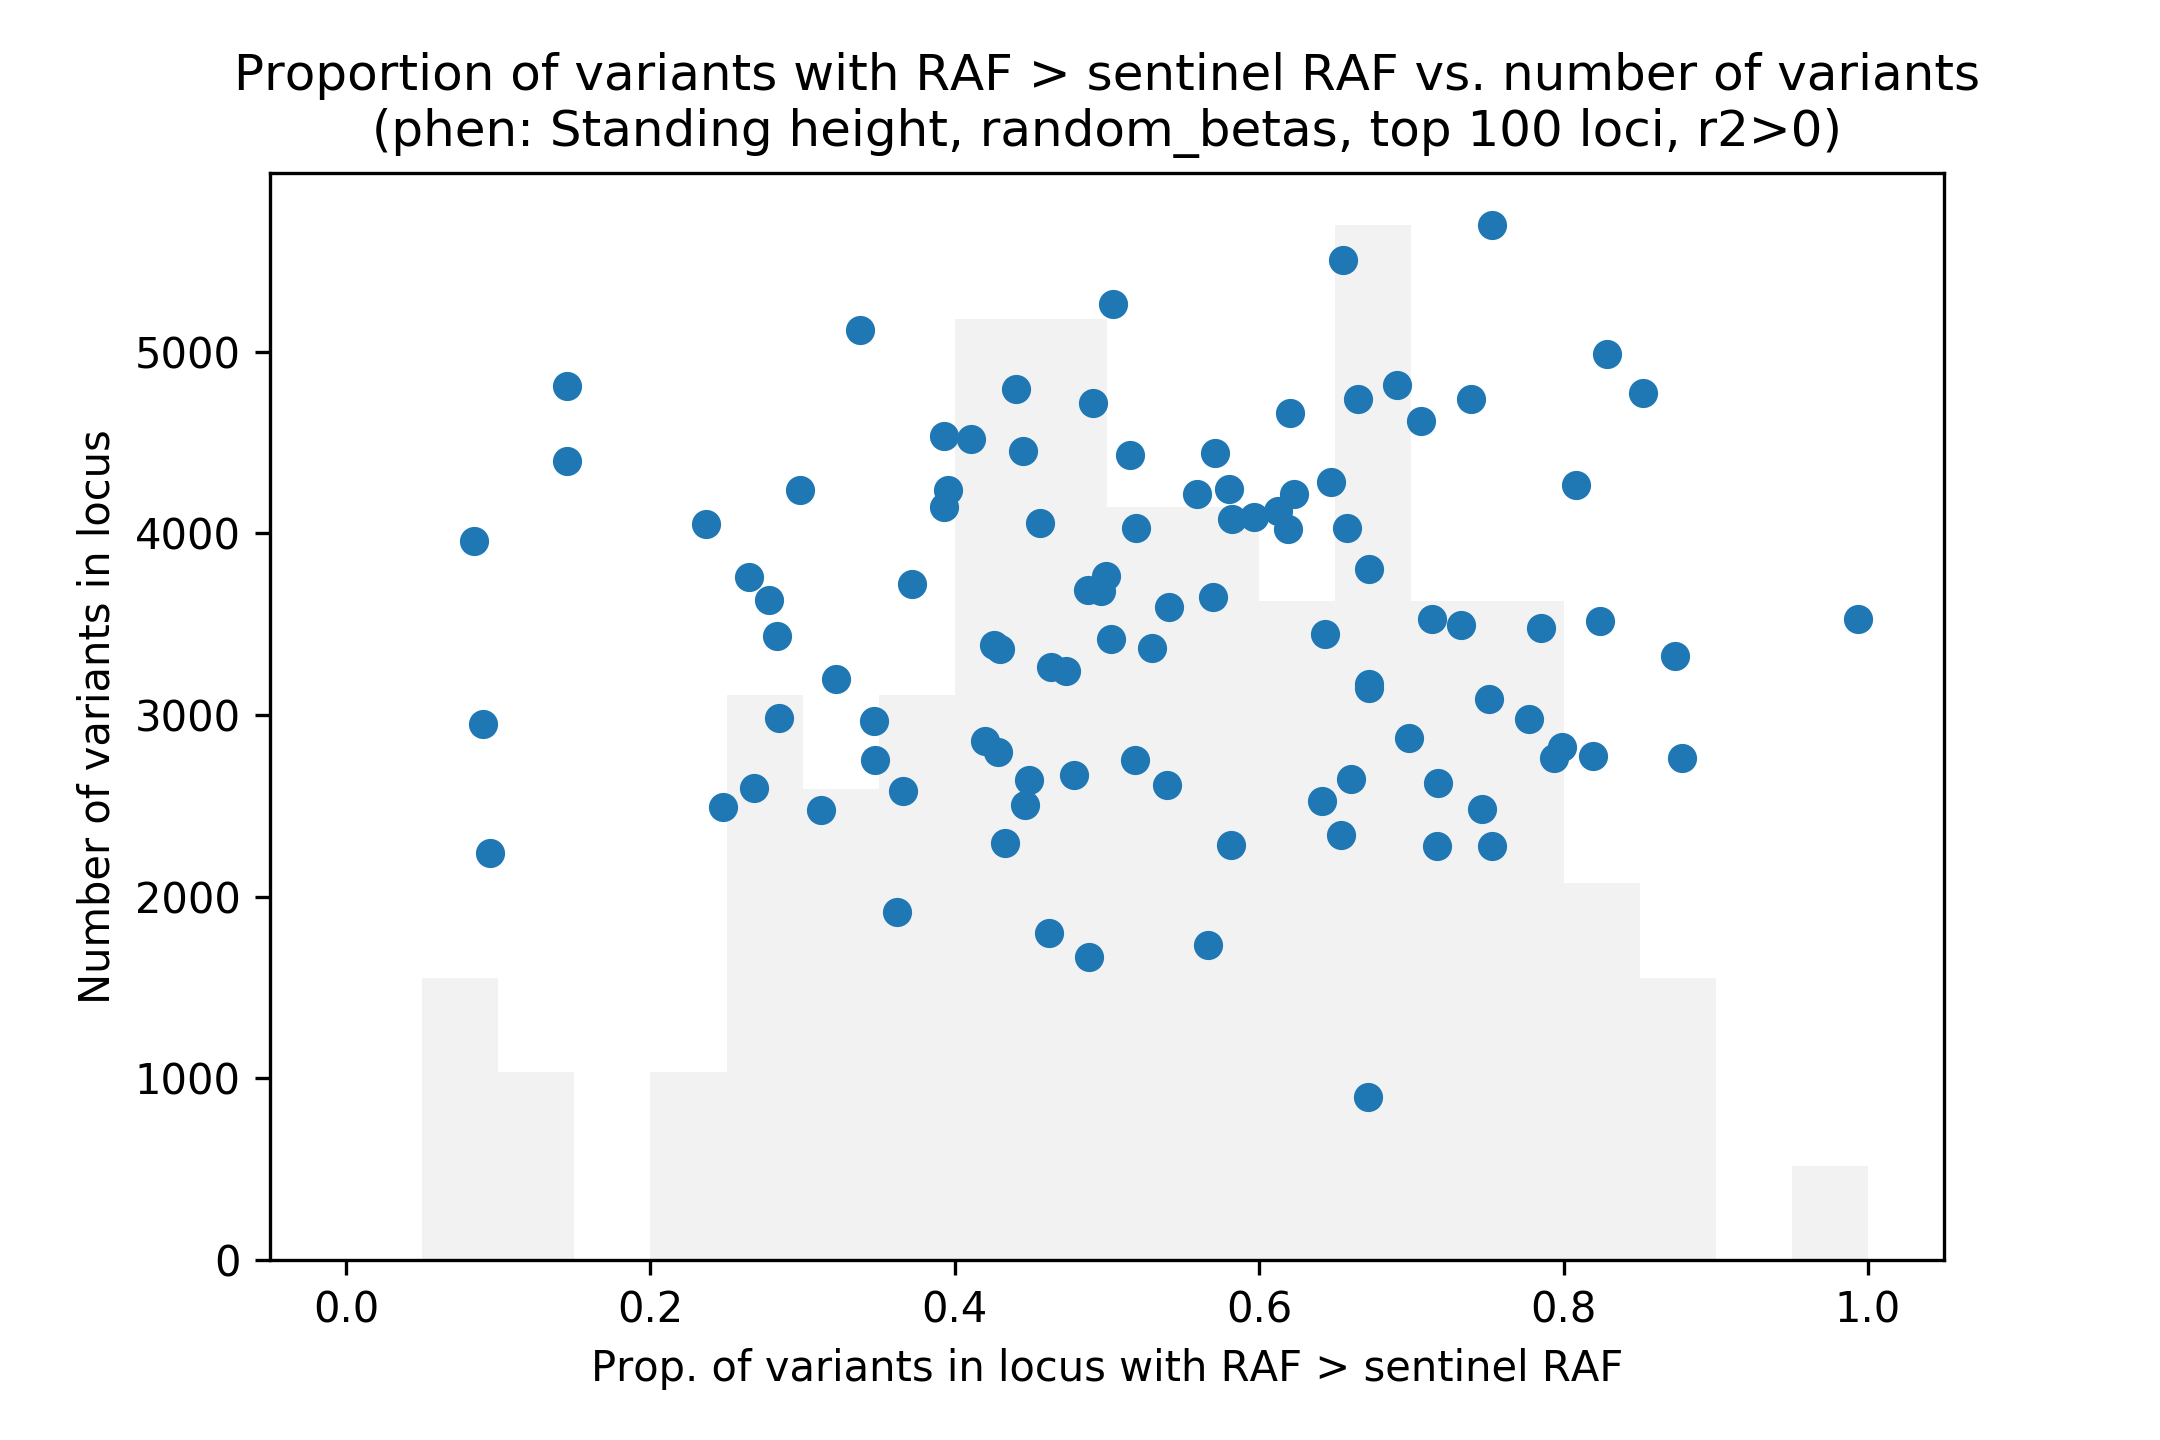 Proportion of variants with RAF > sentinel RAF vs. number of variants
(phen: Standing height, random_betas, top 100 loci, r2>0)
Number of variants in locus
5000
4000
3000
2000
1000
0
0.0 0.2 0.4 0.6 0.8 1.0
Prop. of variants in locus with RAF > sentinel RAF